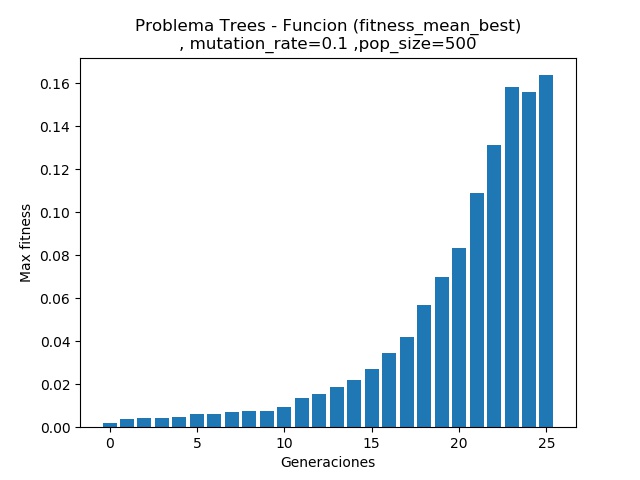 Problema Trees - Funcion (fitness_mean_best)
, mutation_rate=0.1 ,pop_size=500
0.16
0.14
0.12
0.10
0.08
0.06
0.04
0.02
0.00
Max fitness
0 5 10 15 20 25
Generaciones